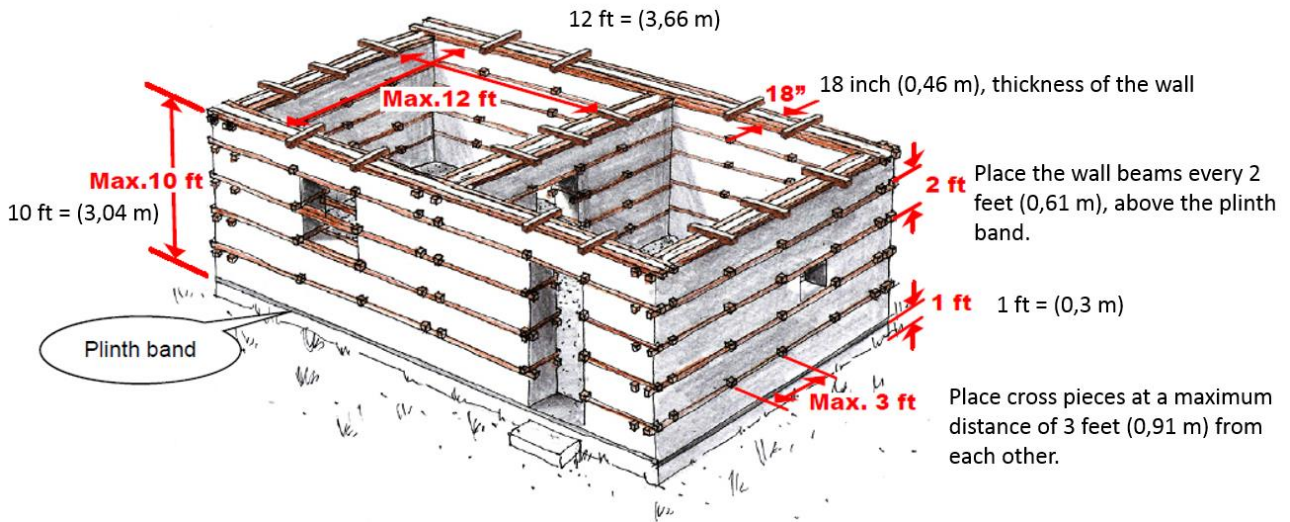 12 ft = (3,66 m)
18 inch (0,46 m), thickness of the wall
18”
Max.12 ft
Max.10 ft
10 ft = (3,04 m)
2 ft
Place the wall beams every 2
feet (0,61 m), above the plinth
band.
1 ft
1 ft = (0,3 m)
Plinth band
Max. 3 ft
Place cross pieces at a maximum
distance of 3 feet (0,91 m) from
each other.